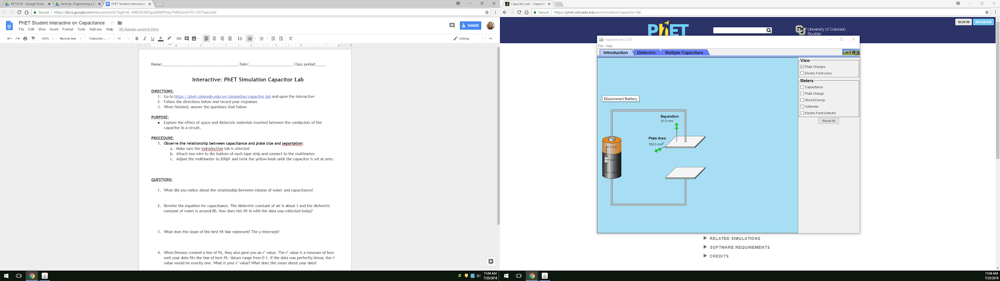 RET2018 - Google Drive
Activity- Engineering a C
PhET Student Interactive
Secure
https://docs.google.com/document/d/16gXvt6_-MBU0OW2gcqXNf0Pxby7MKG6mA7hY-DSTVpk/edit
PhET Student Interactive on Capacitance
File Edit View Insert Format Tools Add-ons Help All changes saved in Drive
SHARE
100% Normal text Trebuchet ... 11 B I U A Editing
1 2 3 4 5 6 7 8
Name: Date: Class period:
Interactive: PhET Simulation Capacitor Lab
DIRECTIONS:
1. Go to https://phet.colorado.edu/en/simulation/capacitor-lab and open the interactive
2. Follow the directions below and record your responses
3. When finished, answer the questions that follow
PURPOSE:
● Explore the effect of space and dielectric materials inserted between the conductors of the
capacitor in a circuit.
PROCEDURE:
1. Observe the relationship between capacitance and plate size and separtation:
a. Make sure the Indroduction tab is selected
b. Attach one wire to the bottom of each tape strip and connect to the multimeter.
c. Adjust the multimeter to 200pF and twist the yellow knob until the capacitor is set at zero.
QUESTIONS:
1. What did you notice about the relationship between volume of water and capacitance?
2. Rewrite the equation for capacitance. The dielectric constant of air is about 1 and the dielectric
constant of water is around 80. How does this fit in with the data you collected today?
3. What does the slope of the best fit line represent? The y-intercept?
4. When Desmos created a line of fit, they also gave you an r² value. The r² value is a measure of how
well your data fits the line of best fit. Values range from 0-1. If the data was perfectly linear, the r²
value would be exactly one. What is your r² value? What does this mean about your data?
11:04 AM
7/25/2018
Capacitor Lab - Capacito
Secure
https://phet.colorado.edu/en/simulation/capacitor-lab
SIGN IN REGISTER
PhET
University of Colorado
Boulder
Capacitor Lab (2.02)
File Help
Introduction Dielectric Multiple Capacitors
PhET
View
Plate Charges
Electric Field Lines
Meters
Capacitance
Plate Charge
Stored Energy
Voltmeter
Electric Field Detector
Reset All
Disconnect Battery
Separation
10.0 mm
Plate Area
100.0 mm²
1.5 V
0 V
-1.5 V
RELATED SIMULATIONS
SOFTWARE REQUIREMENTS
CREDITS
11:04 AM
7/25/2018